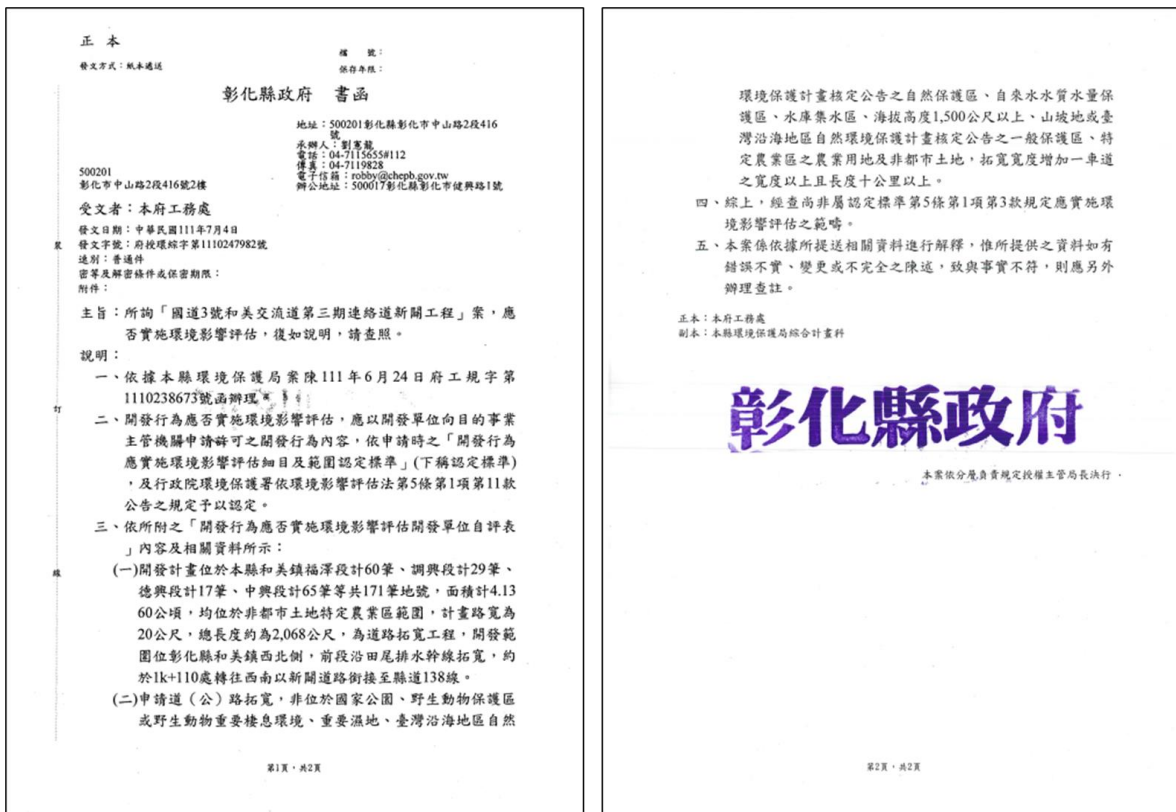 正本
檔　號：
保存年限：
發文方式：紙本遞送
彰化縣政府　書函
地址：500201彰化縣彰化市中山路2段416
號
承辦人：劉憲龍
電話：04-7115655#112
傳真：04-7119828
電子信箱：robby@chepb.gov.tw
辦公地址：500017彰化縣彰化市健興路1號
500201
彰化市中山路2段416號2樓
受文者：本府工務處
發文日期：中華民國111年7月4日
發文字號：府授環綜字第1110247982號
速別：普通件
密等及解密條件或保密期限：
附件：
主旨：所詢「國道3號和美交流道第三期連絡道新闢工程」案，應
否實施環境影響評估，復如說明，請查照。
說明：
一、依據本縣環境保護局案陳111年6月24日府工規字第
1110238673號函辦理。
二、開發行為應否實施環境影響評估，應以開發單位向目的事業
主管機關申請許可之開發行為內容，依申請時之「開發行為
應實施環境影響評估細目及範圍認定標準」(下稱認定標準)
，及行政院環境保護署依環境影響評估法第5條第1項第11款
公告之規定予以認定。
三、依所附之「開發行為應否實施環境影響評估開發單位自評表
」內容及相關資料所示：
(一)開發計畫位於本縣和美鎮福澤段計60筆、調興段計29筆、
德興段計17筆、中興段計65筆等共171筆地號，面積計4.13
60公頃，均位於非都市土地特定農業區範圍，計畫路寬為
20公尺，總長度約為2,068公尺，為道路拓寬工程，開發範
圍位彰化縣和美鎮西北側，前段沿田尾排水幹線拓寬，約
於1k+110處轉往西南以新闢道路銜接至縣道138線。
(二)申請道（公）路拓寬，非位於國家公園、野生動物保護區
或野生動物重要棲息環境、重要濕地、臺灣沿海地區自然
裝
訂
線
第1頁，共2頁
環境保護計畫核定公告之自然保護區、自來水水質水量保
護區、水庫集水區、海拔高度1,500公尺以上、山坡地或臺
灣沿海地區自然環境保護計畫核定公告之一般保護區、特
定農業區之農業用地及非都市土地，拓寬寬度增加一車道
之寬度以上且長度十公里以上。
四、綜上，經查尚非屬認定標準第5條第1項第3款規定應實施環
境影響評估之範疇。
五、本案係依據所提送相關資料進行解釋，惟所提供之資料如有
錯誤不實、變更或不完全之陳述，致與事實不符，則應另外
辦理查註。
正本：本府工務處
副本：本縣環境保護局綜合計畫科
彰化縣政府
本案依分層負責規定授權主管局長決行．
第2頁，共2頁